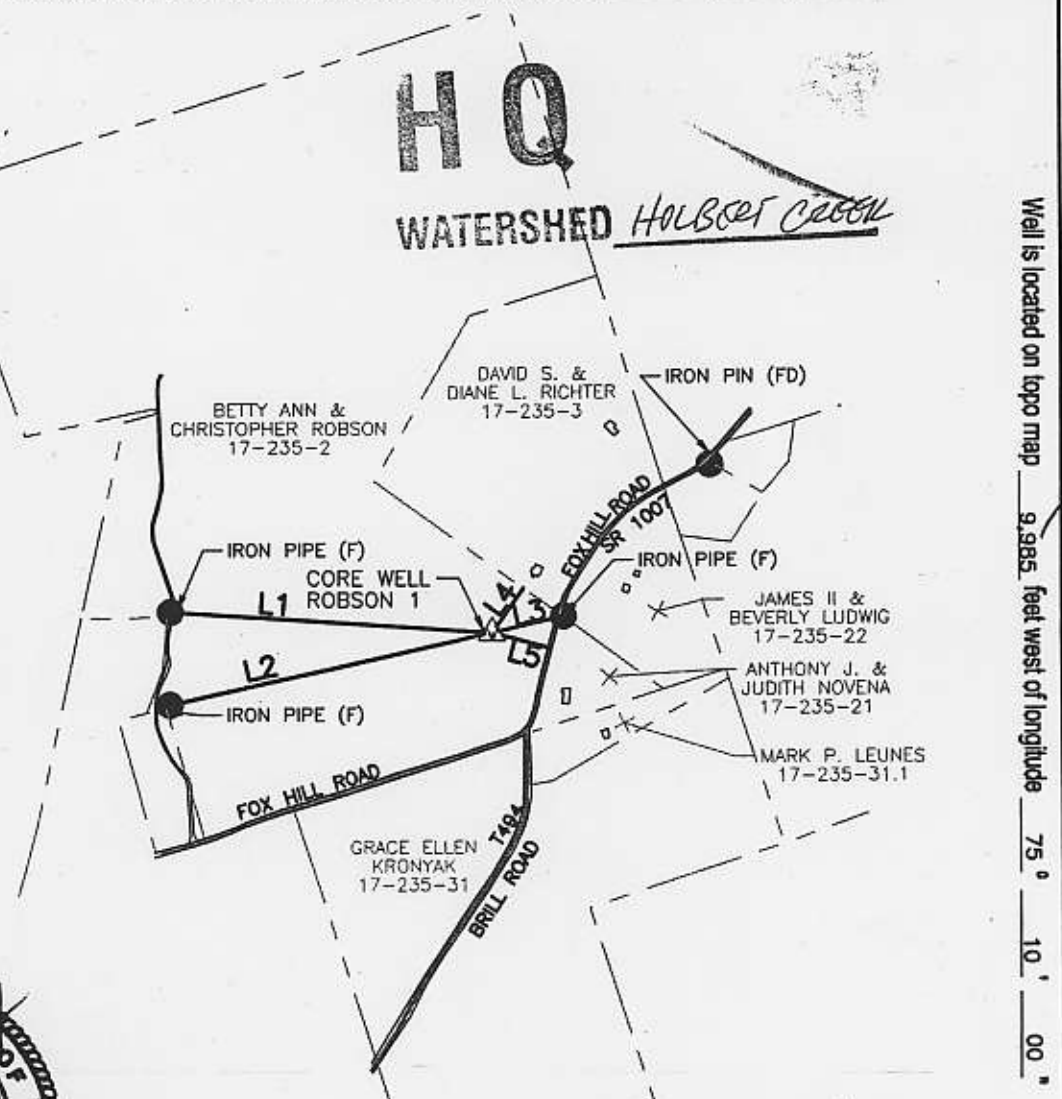 H Q
WATERSHED HOLBERT CREEK
DAVID S. &
DIANE L. RICHTER
17-235-3
IRON PIN (FD)
BETTY ANN &
CHRISTOPHER ROBSON
17-235-2
FOX HILL ROAD
SR 1007
IRON PIPE (F)
IRON PIPE (F)
CORE WELL
ROBSON 1
L1
L4
L3
L5
L2
JAMES II &
BEVERLY LUDWIG
17-235-22
ANTHONY J. &
JUDITH NOVENA
17-235-21
IRON PIPE (F)
MARK P. LEUNES
17-235-31.1
FOX HILL ROAD
GRACE ELLEN
KRONYAK
17-235-31
T494
BRILL ROAD
OF
Well is located on topo map 9,985 feet west of longitude 75 ° 10 ' 00 "